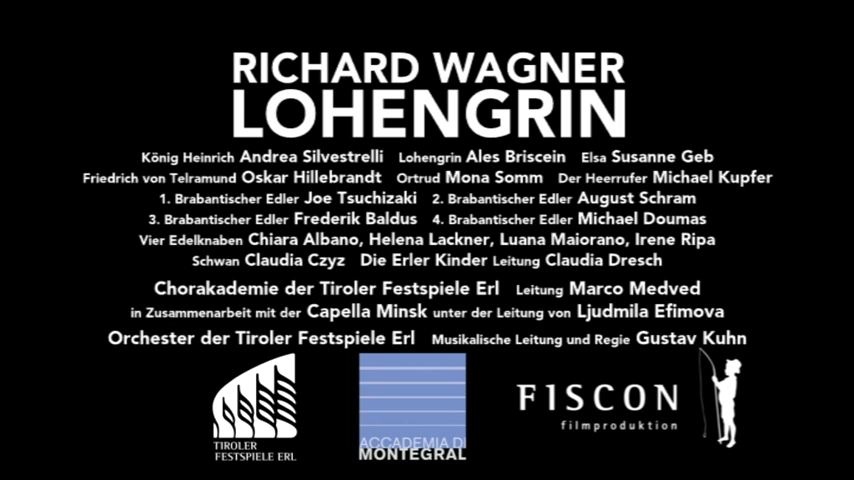 RICHARD WAGNER
LOHENGRIN
König Heinrich Andrea Silvestrelli Lohengrin Ales Briscein Elsa Susanne Geb
Friedrich von Telramund Oskar Hillebrandt Ortrud Mona Somm Der Heerrufer Michael Kupfer
1. Brabantischer Edler Joe Tsuchizaki 2. Brabantischer Edler August Schram
3. Brabantischer Edler Frederik Baldus 4. Brabantischer Edler Michael Doumas
Vier Edelknaben Chiara Albano, Helena Lackner, Luana Maiorano, Irene Ripa
Schwan Claudia Czyz Die Erler Kinder Leitung Claudia Dresch
Chorakademie der Tiroler Festspiele Erl Leitung Marco Medved
in Zusammenarbeit mit der Capella Minsk unter der Leitung von Ljudmila Efimova
Orchester der Tiroler Festspiele Erl Musikalische Leitung und Regie Gustav Kuhn
TIROLER
FESTSPIELE ERL
ACCADEMIA DI
MONTEGRAL
FISCON
filmproduktion